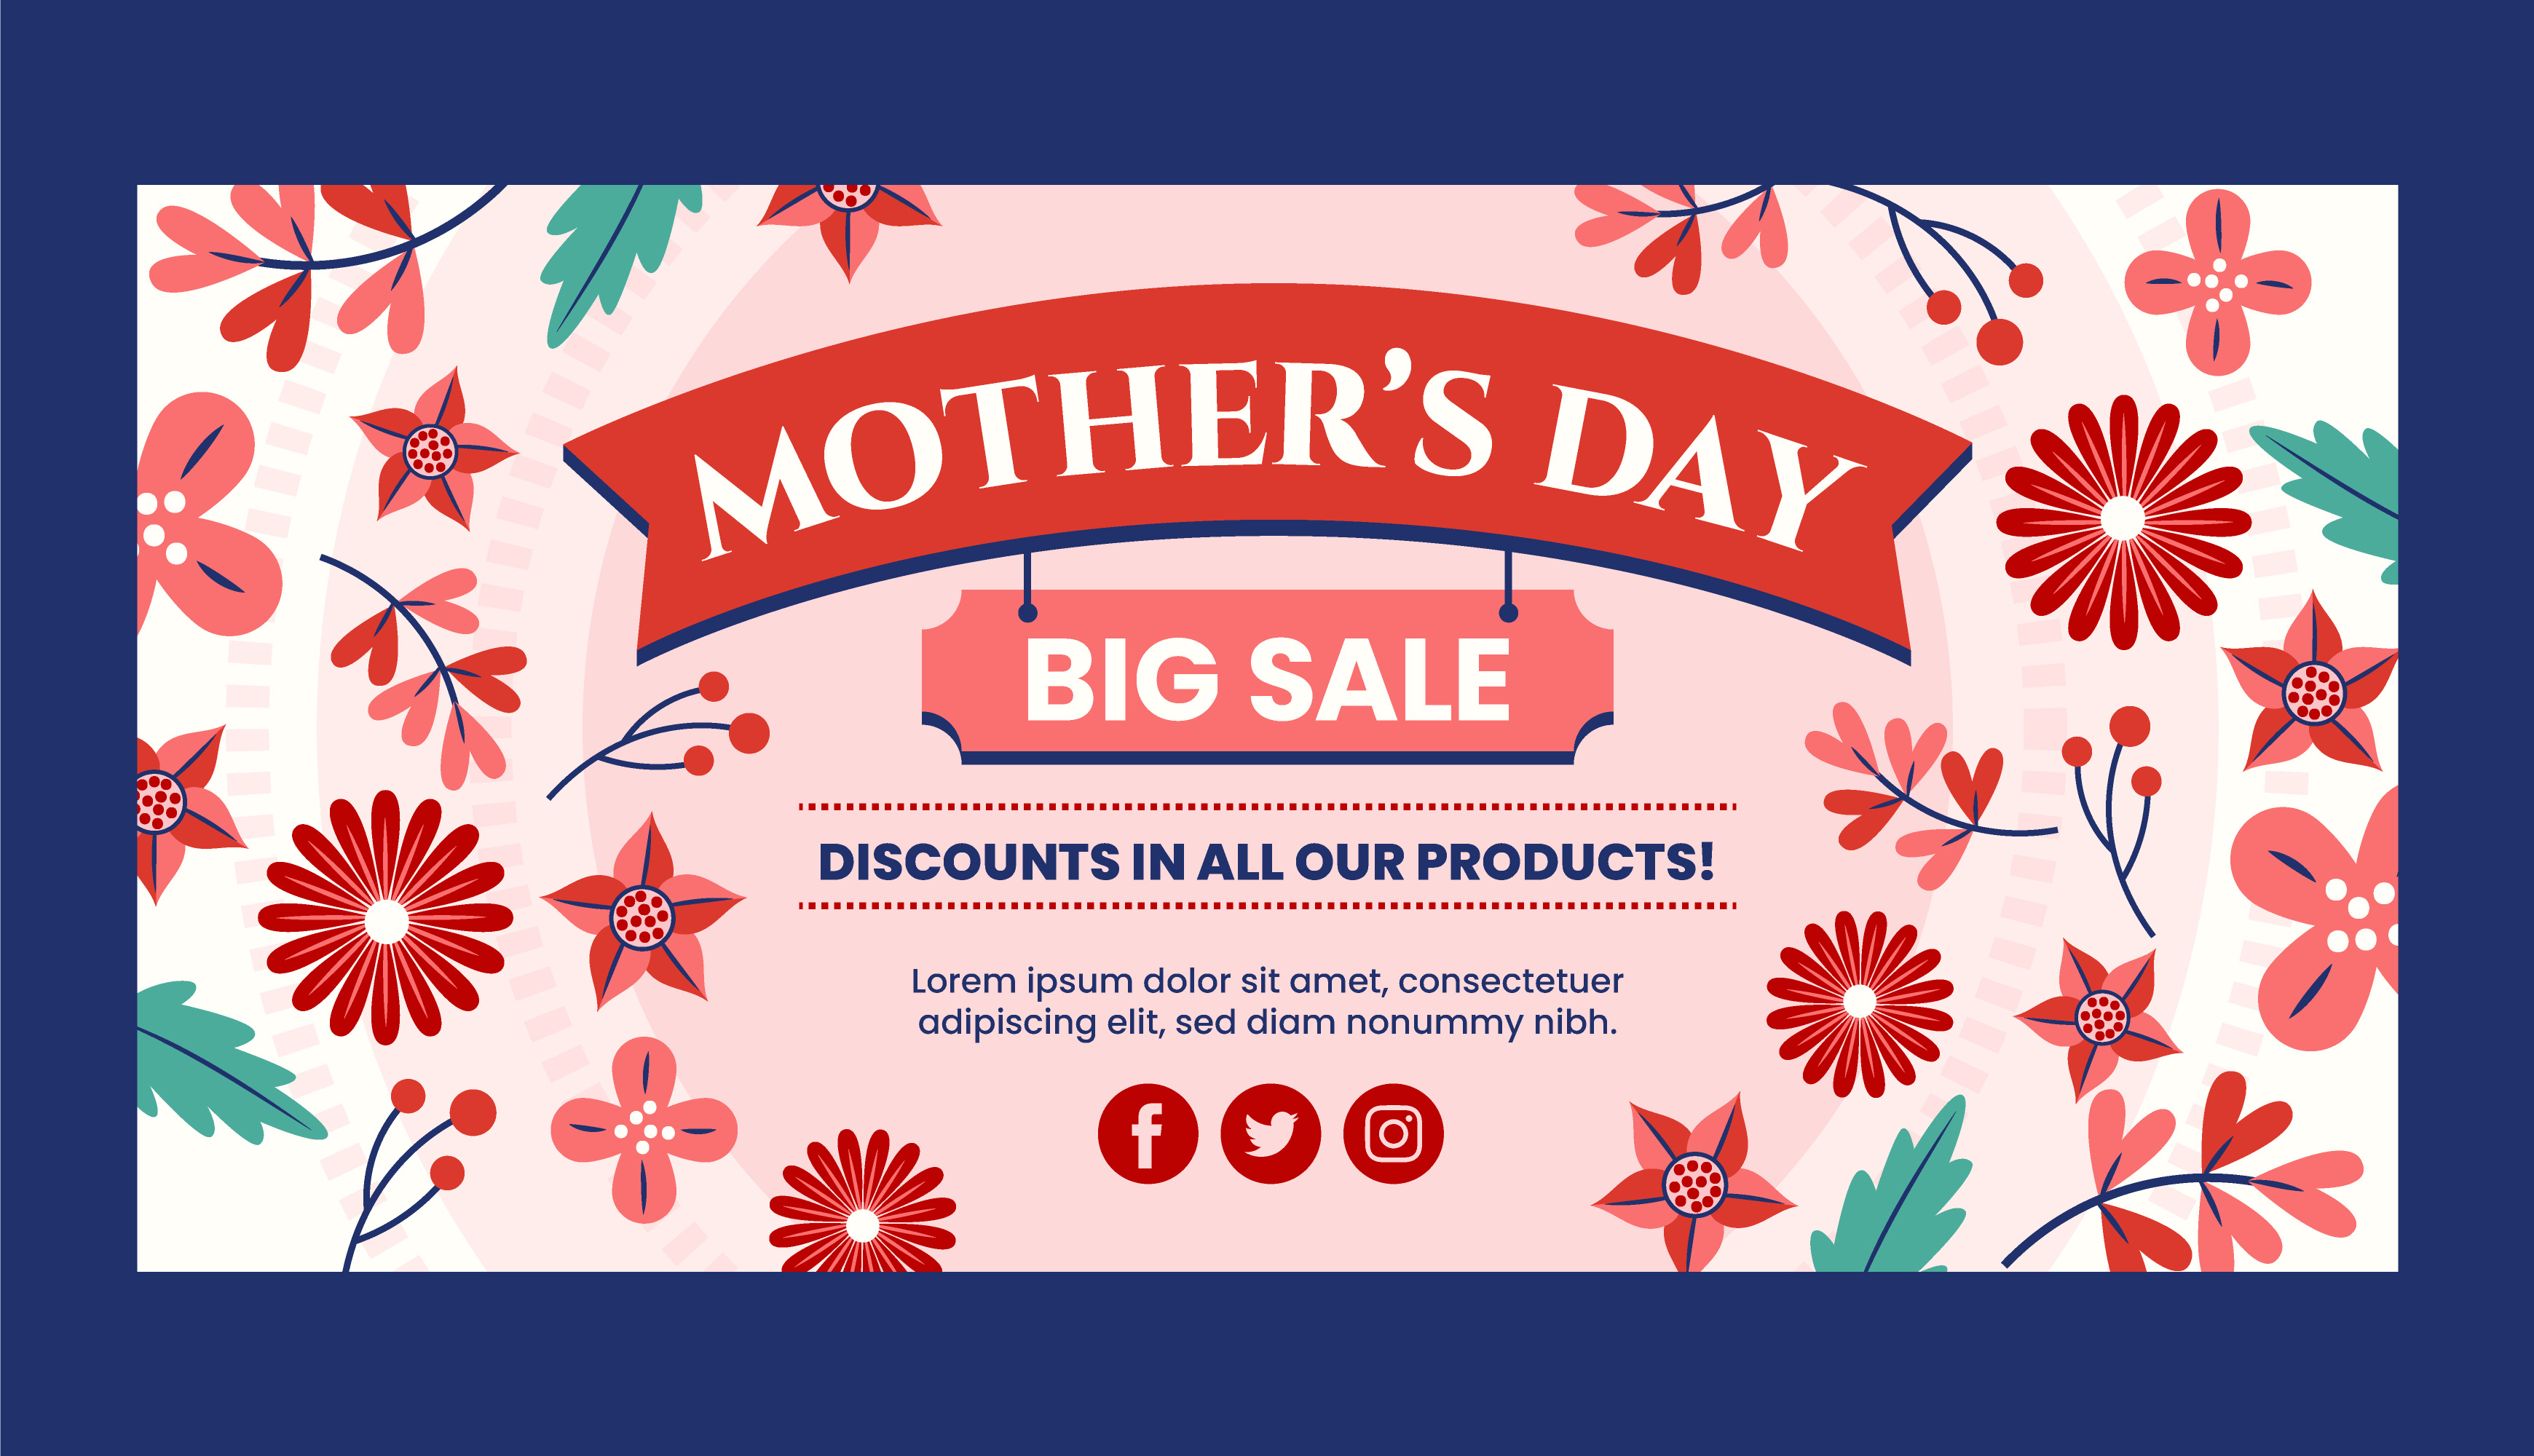 MOTHER’S DAY
BIG SALE
DISCOUNTS IN ALL OUR PRODUCTS!
Lorem ipsum dolor sit amet, consectetuer
adipiscing elit, sed diam nonummy nibh.